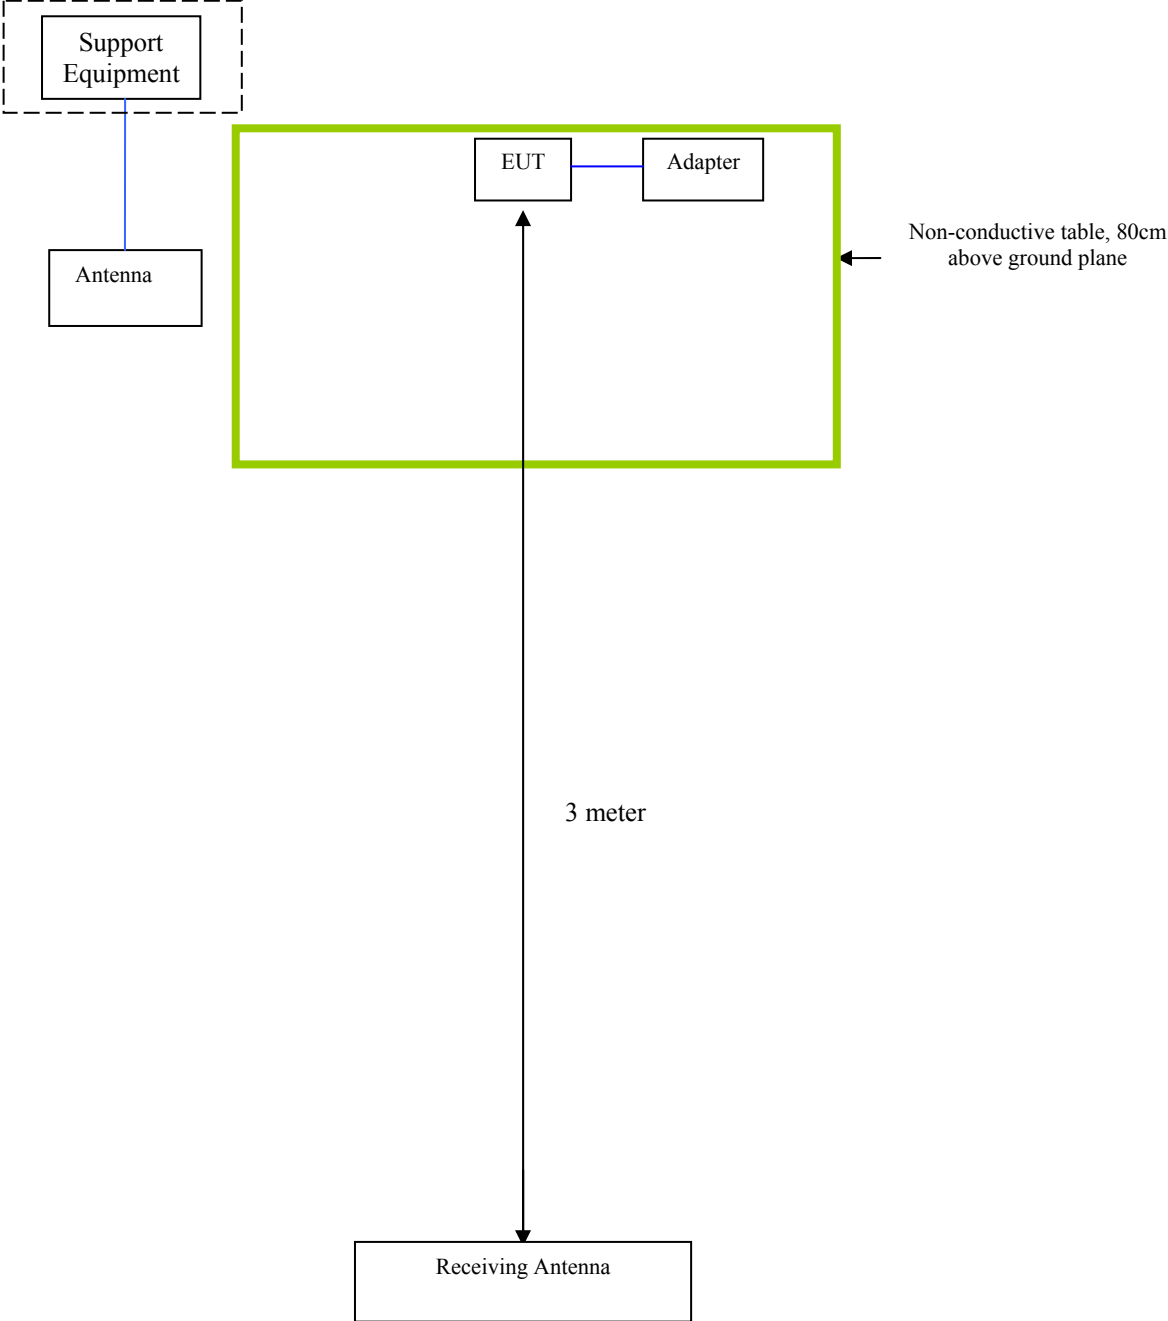 Support
Equipment
EUT
Adapter
Non-conductive table, 80cm
above ground plane
Antenna
3 meter
Receiving Antenna